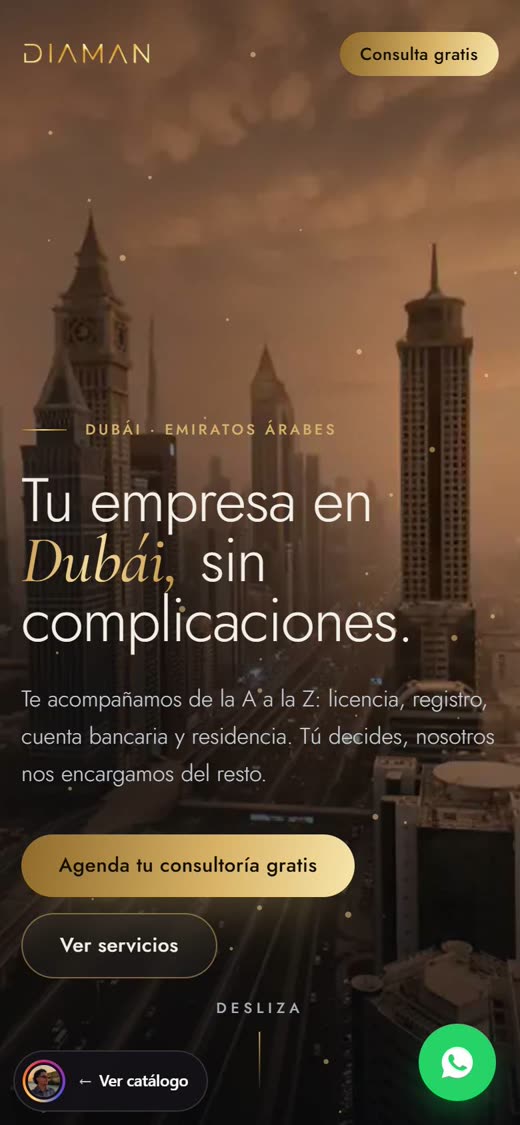 DIAMAN
Consulta gratis
DUBÁI · EMIRATOS ÁRABES
Tu empresa en
Dubái, sin
complicaciones.
Te acompañamos de la A a la Z: licencia, registro,
cuenta bancaria y residencia. Tú decides, nosotros
nos encargamos del resto.
Agenda tu consultoría gratis
Ver servicios
DESLIZA
← Ver catálogo